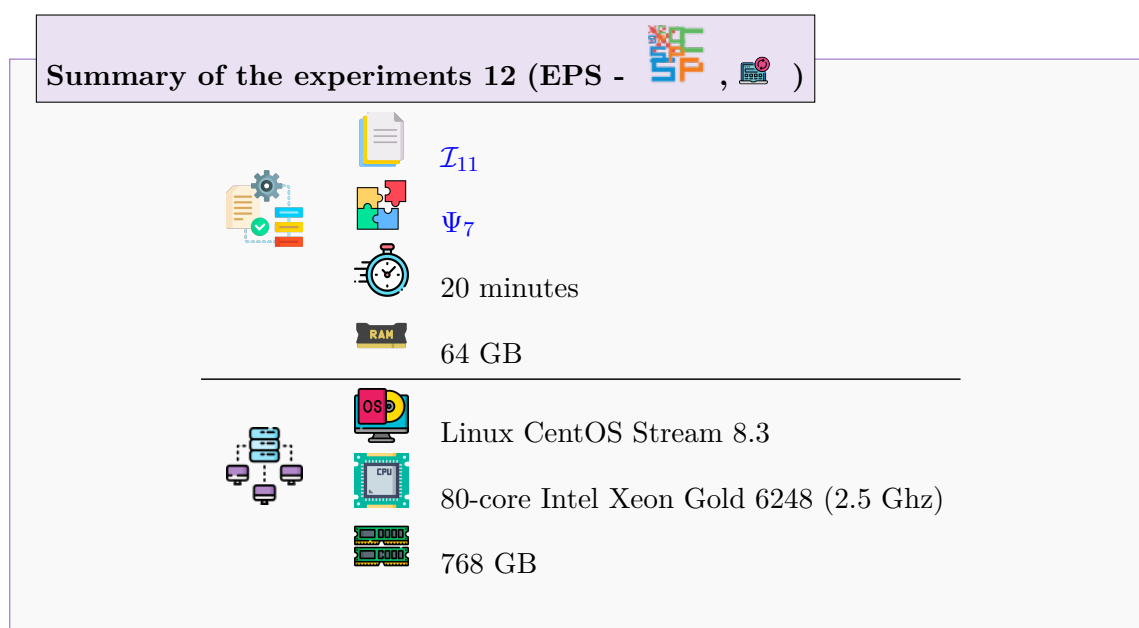 Summary of the experiments 12 (EPS - XCSP, )
𝓘₁₁
Ψ₇
20 minutes
RAM
64 GB
OS
Linux CentOS Stream 8.3
CPU
80-core Intel Xeon Gold 6248 (2.5 Ghz)
768 GB